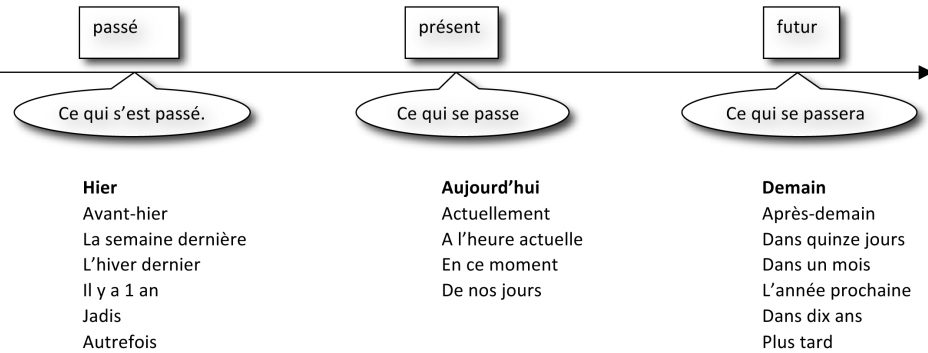 passé
présent
futur
Ce qui s’est passé.
Ce qui se passe
Ce qui se passera
Hier
Avant-hier
La semaine dernière
L’hiver dernier
Il y a 1 an
Jadis
Autrefois
Aujourd’hui
Actuellement
A l’heure actuelle
En ce moment
De nos jours
Demain
Après-demain
Dans quinze jours
Dans un mois
L’année prochaine
Dans dix ans
Plus tard